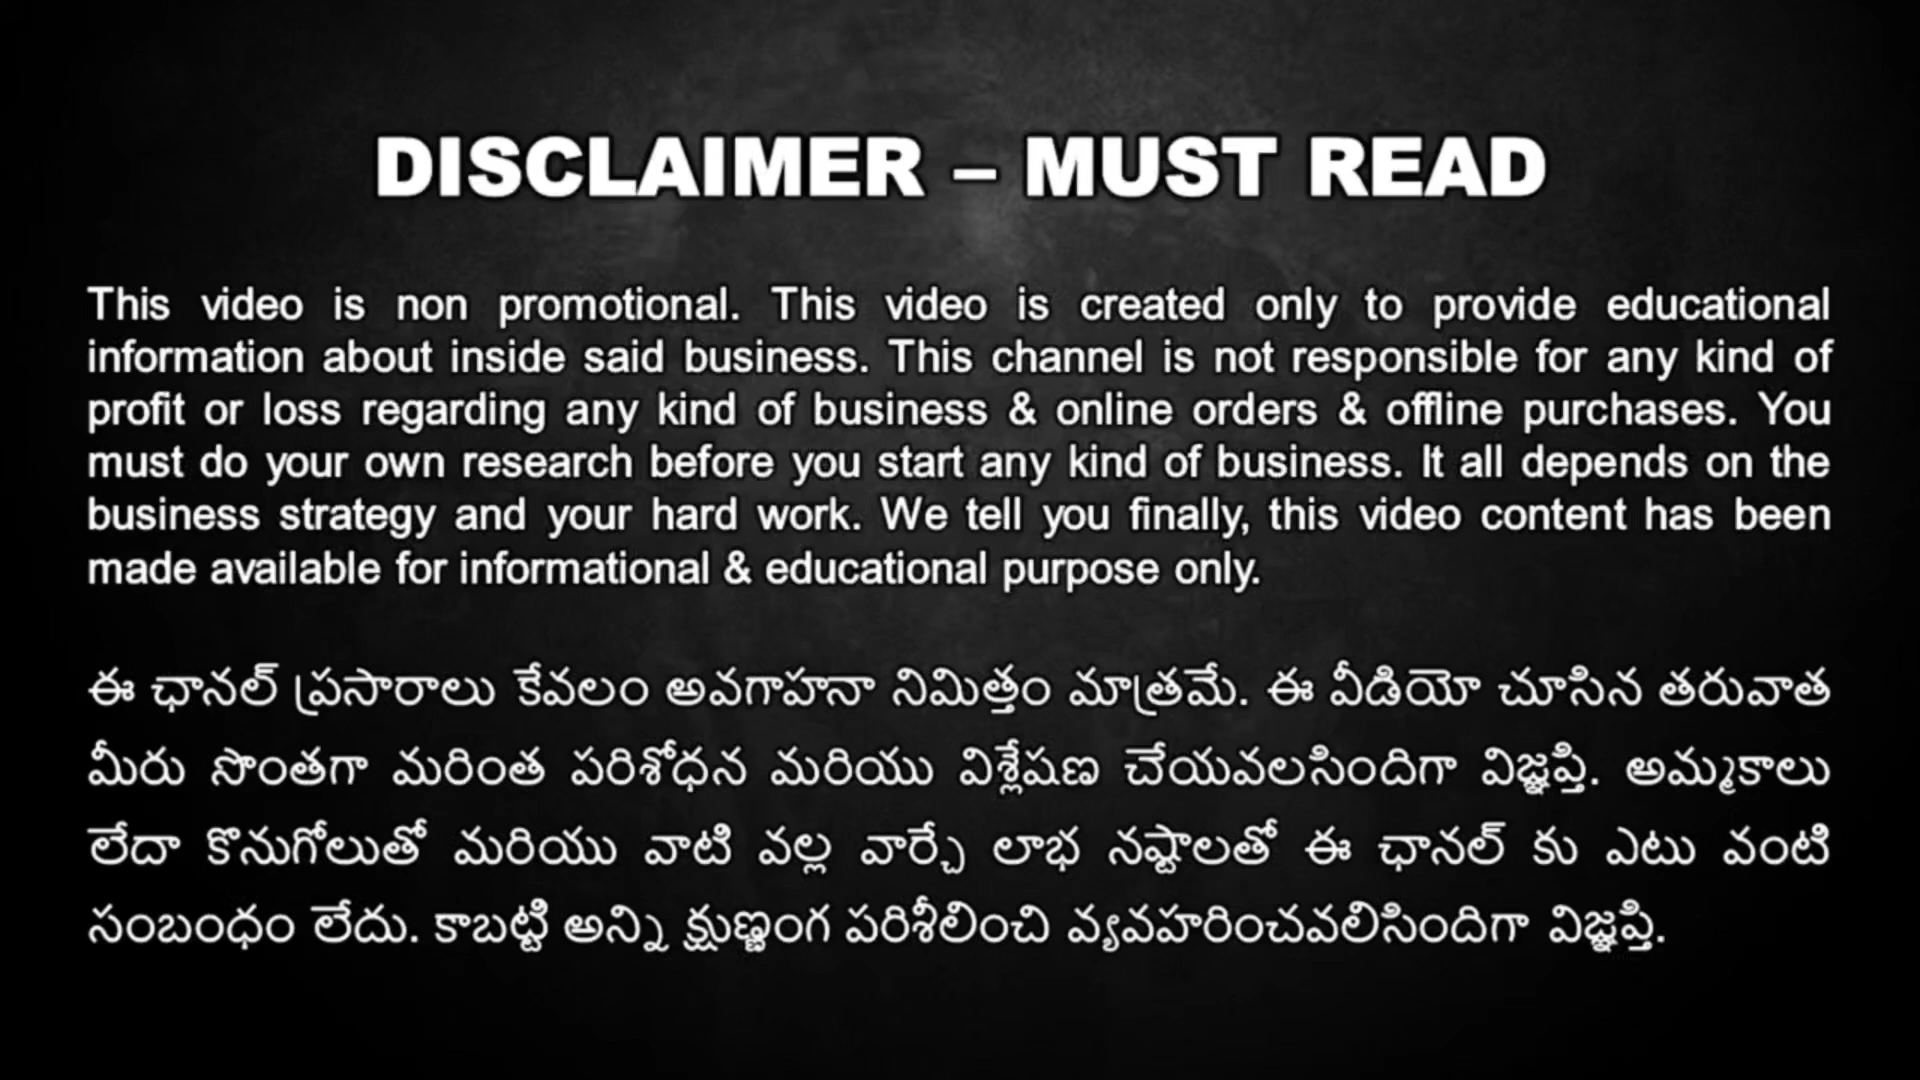 DISCLAIMER – MUST READ
This video is non promotional. This video is created only to provide educational
information about inside said business. This channel is not responsible for any kind of
profit or loss regarding any kind of business & online orders & offline purchases. You
must do your own research before you start any kind of business. It all depends on the
business strategy and your hard work. We tell you finally, this video content has been
made available for informational & educational purpose only.
ఈ ఛానల్ ప్రసారాలు కేవలం అవగాహనా నిమిత్తం మాత్రమే. ఈ వీడియో చూసిన తరువాత
మీరు సొంతగా మరింత పరిశోధన మరియు విశ్లేషణ చేయవలసిందిగా విజ్ఞప్తి. అమ్మకాలు
లేదా కొనుగోలుతో మరియు వాటి వల్ల వార్చే లాభ నష్టాలతో ఈ ఛానల్ కు ఎటు వంటి
సంబంధం లేదు. కాబట్టి అన్ని క్షుణ్ణంగ పరిశీలించి వ్యవహరించవలిసిందిగా విజ్ఞప్తి.